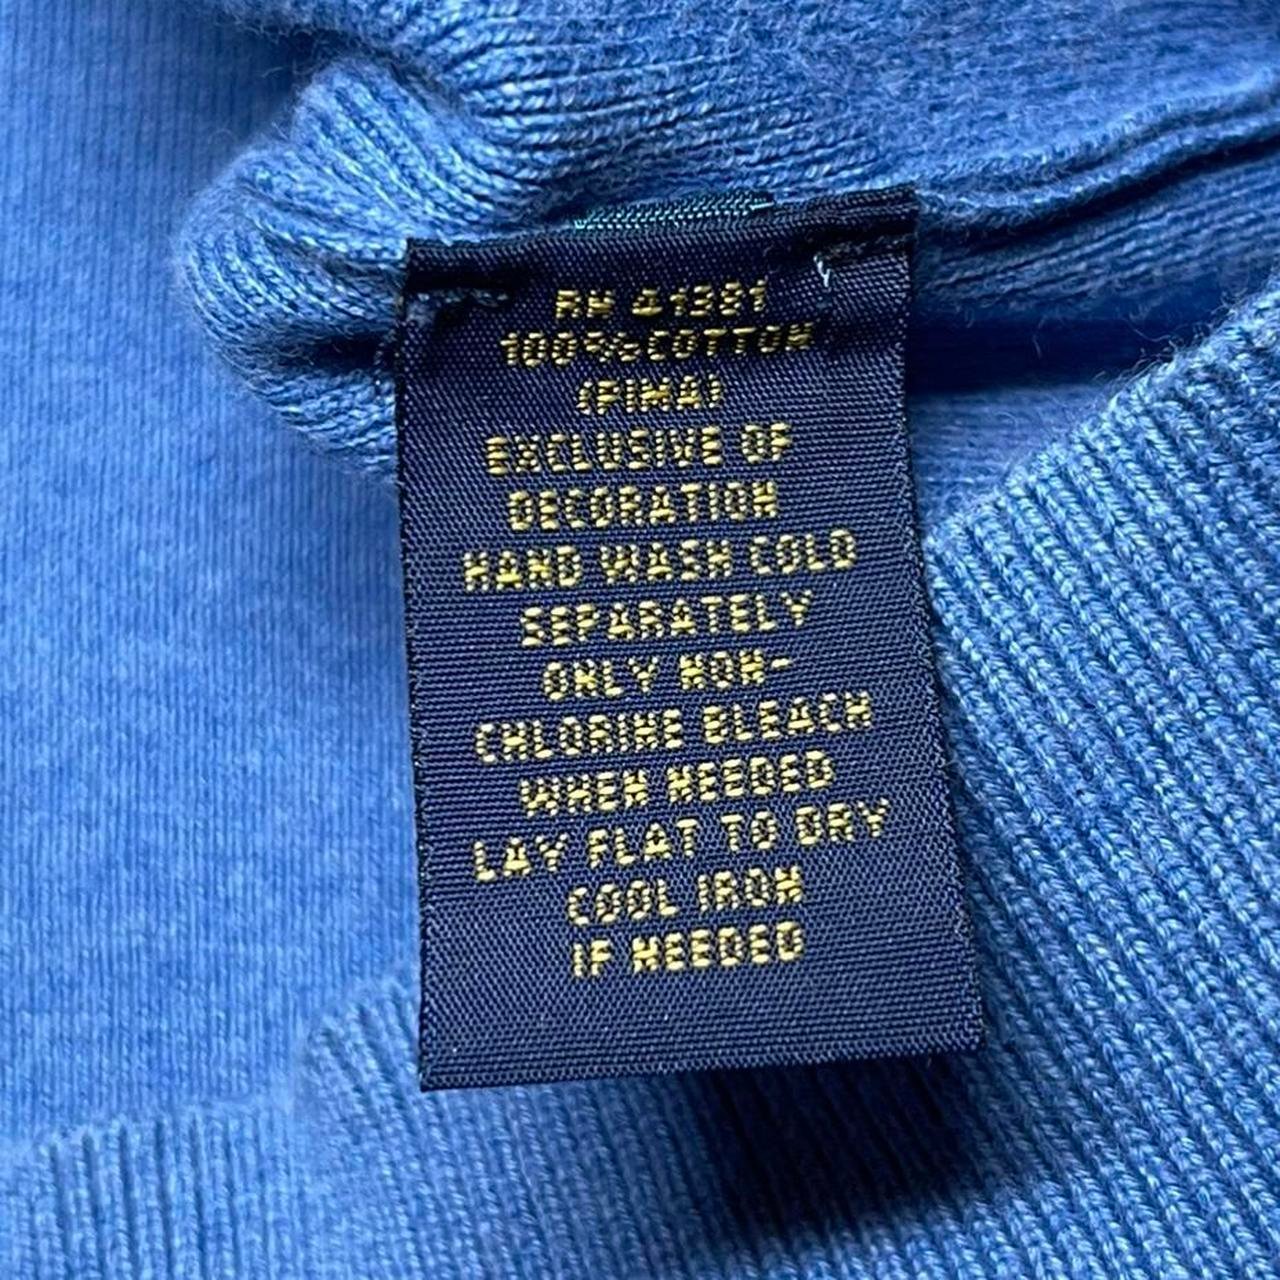 RN 41381
100% COTTON
(PIMA)
EXCLUSIVE OF
DECORATION
HAND WASH COLD
SEPARATELY
ONLY NON-
CHLORINE BLEACH
WHEN NEEDED
LAY FLAT TO DRY
COOL IRON
IF NEEDED